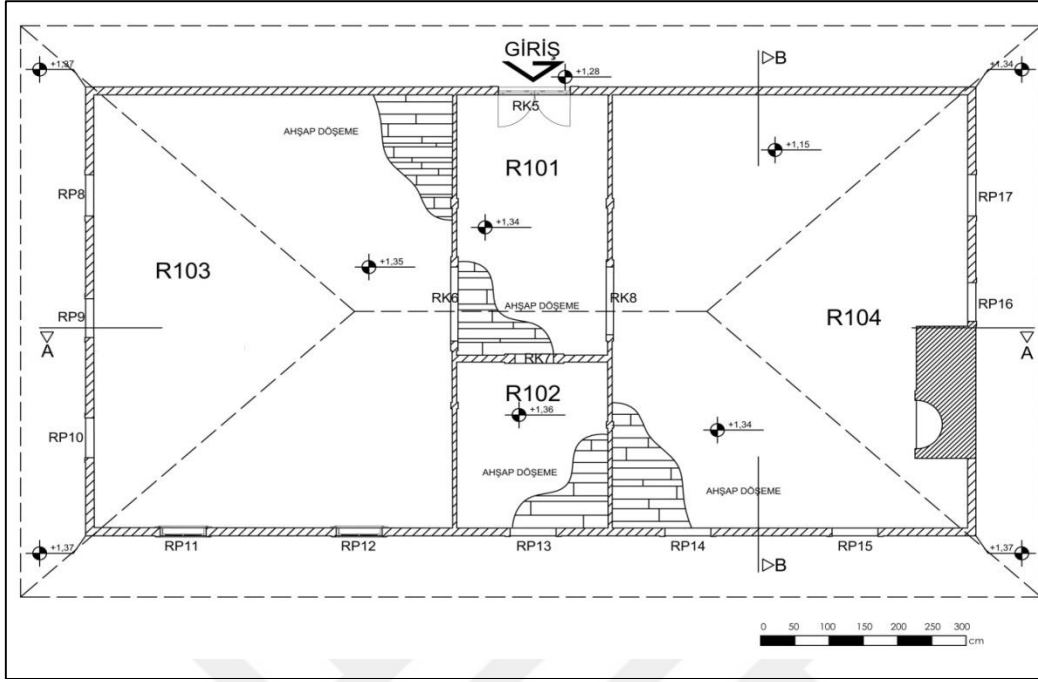 GİRİŞ
+1,28
B
+1,37
+1,34
RK5
AHŞAP DÖŞEME
+1,15
R101
RP8
RP17
+1,34
R103
+1,35
RK6
AHŞAP DÖŞEME
RK8
RP16
RP9
R104
A
A
RK7
R102
+1,36
RP10
+1,34
AHŞAP DÖŞEME
AHŞAP DÖŞEME
RP11
RP12
RP13
RP14
RP15
+1,37
+1,37
B
0 50 100 150 200 250 300
cm